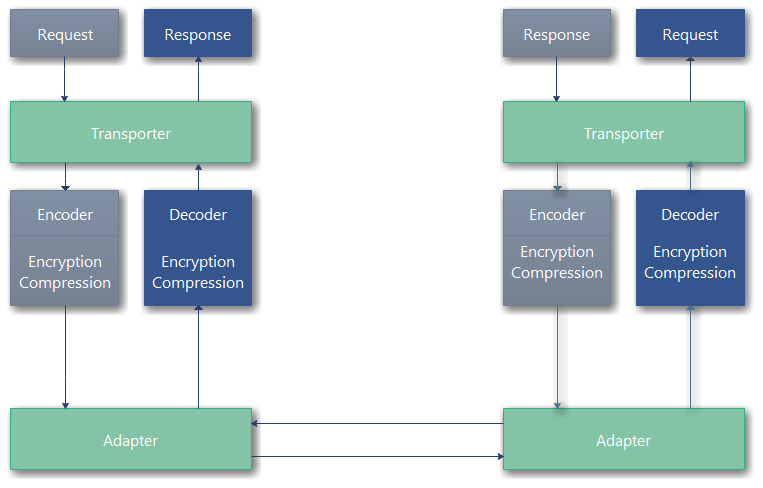 Request
Response
Response
Request
Transporter
Transporter
Encoder
Decoder
Encoder
Decoder
Encryption
Compression
Encryption
Compression
Encryption
Compression
Encryption
Compression
Adapter
Adapter